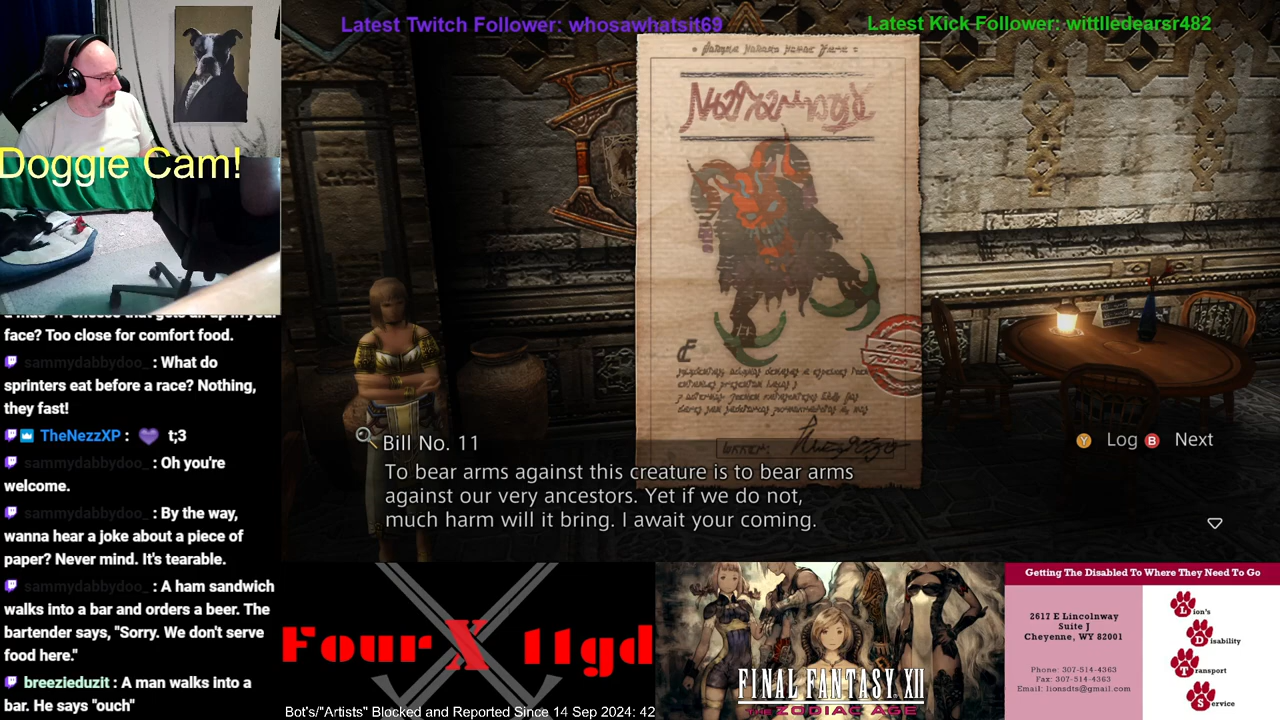 Latest Twitch Follower: whosawhatsit69
Latest Kick Follower: wittlledearsr482
Doggie Cam!
face? Too close for comfort food.
sammydabbydoo_ : What do
sprinters eat before a race? Nothing,
they fast!
TheNezzXP : t;3
sammydabbydoo_ : Oh you're
welcome.
sammydabbydoo_ : By the way,
wanna hear a joke about a piece of
paper? Never mind. It's tearable.
sammydabbydoo_ : A ham sandwich
walks into a bar and orders a beer. The
bartender says, "Sorry. We don't serve
food here."
breezieduzit : A man walks into a
bar. He says "ouch"
Bill No. 11
To bear arms against this creature is to bear arms
against our very ancestors. Yet if we do not,
much harm will it bring. I await your coming.
Y Log B Next
Four X 11gd
Bot's/"Artists" Blocked and Reported Since 14 Sep 2024: 42
FINAL FANTASY XII
THE ZODIAC AGE
Getting The Disabled To Where They Need To Go
2617 E Lincolnway
Suite J
Cheyenne, WY 82001
Phone: 307-514-4363
Fax: 307-514-4363
Email: lionsdts@gmail.com
Lion's
Disability
Transport
Service